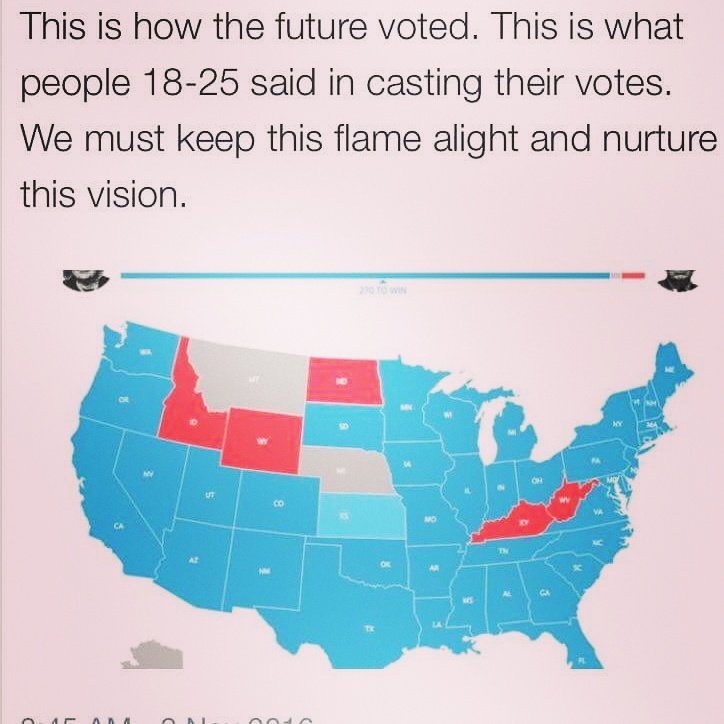 This is how the future voted. This is what
people 18-25 said in casting their votes.
We must keep this flame alight and nurture
this vision.
270 TO WIN
WA
MT
ND
OR
ID
WY
SD
MN
WI
MI
ME
NH
MA
NY
NV
UT
CO
KS
IA
IL
IN
OH
PA
NJ
MD
CA
AZ
NM
OK
MO
KY
WV
VA
TN
NC
AR
SC
MS
AL
GA
TX
LA
FL